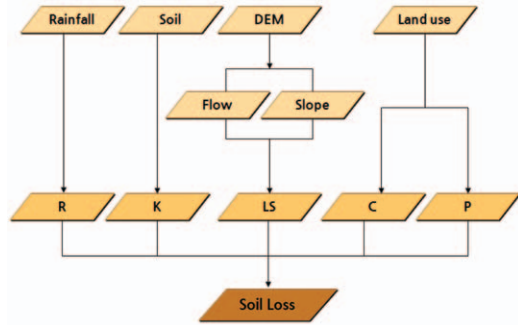 Rainfall
Soil
DEM
Land use
Flow
Slope
R
K
LS
C
P
Soil Loss